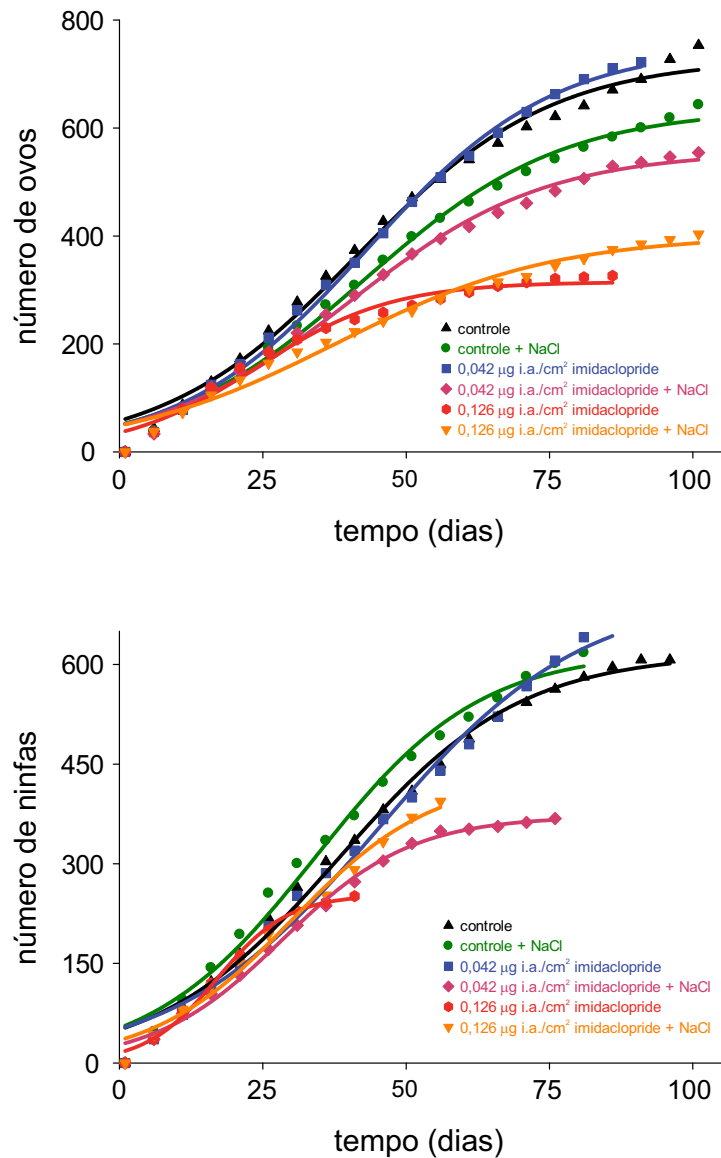 800
600
400
200
0
número de ovos
controle
controle + NaCl
0,042 μg i.a./cm² imidaclopride
0,042 μg i.a./cm² imidaclopride + NaCl
0,126 μg i.a./cm² imidaclopride
0,126 μg i.a./cm² imidaclopride + NaCl
0 25 50 75 100
tempo (dias)
600
450
300
150
0
número de ninfas
controle
controle + NaCl
0,042 μg i.a./cm² imidaclopride
0,042 μg i.a./cm² imidaclopride + NaCl
0,126 μg i.a./cm² imidaclopride
0,126 μg i.a./cm² imidaclopride + NaCl
0 25 50 75 100
tempo (dias)